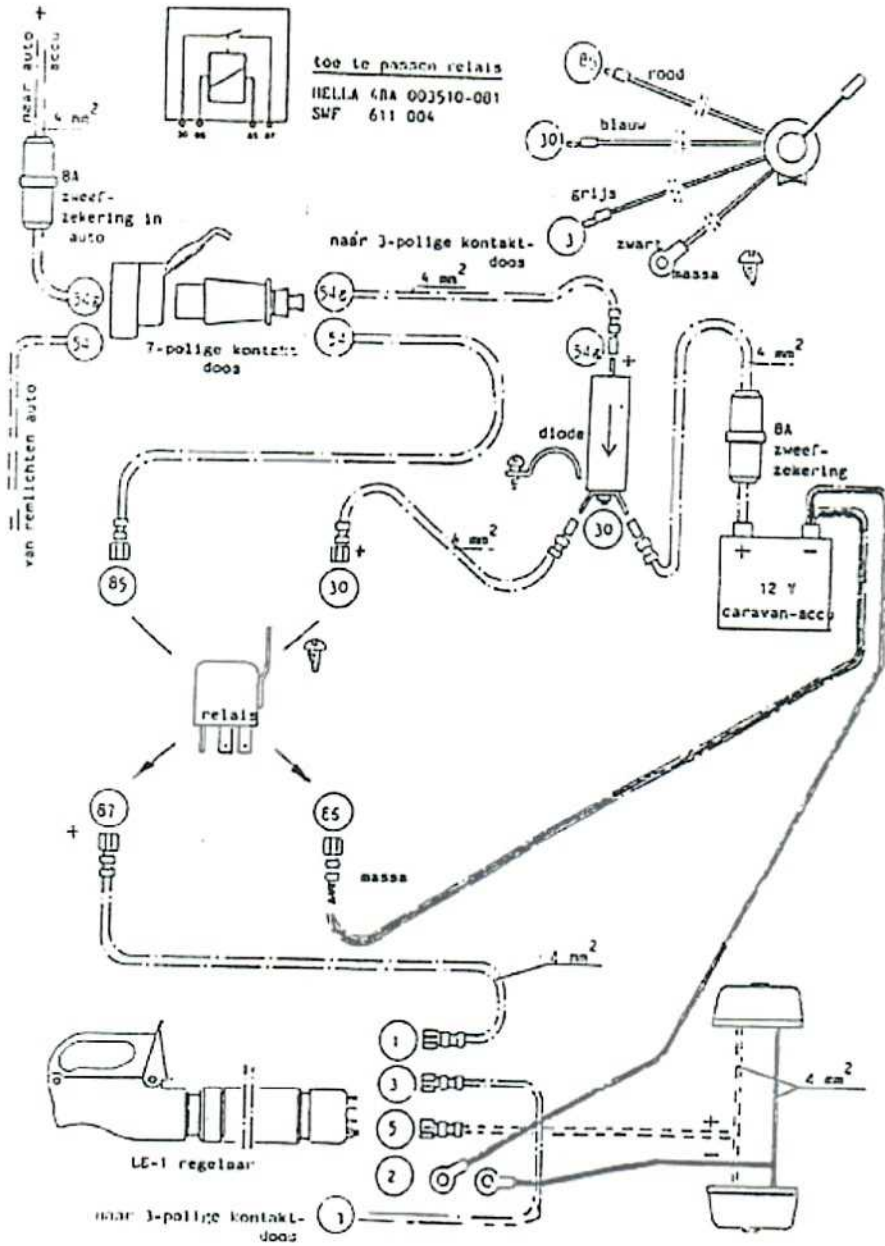 +
naar auto
accu
4 mm²
8A
zweef-
zekering in
auto
toe te passen relais
HELLA 4RA 003510-081
SWF 611 004
30 86 85 87
85
rood
30
blauw
grijs
3
zwart
massa
naar 3-polige kontakt-
doos
4 mm²
54g
54g
54
54
7-polige kontakt
doos
van remlichten auto
54g
+
diode
30
4 mm²
4 mm²
8A
zweef-
zekering
+ -
12 V
caravan-accu
85
30
+
relais
87
+
86
massa
4 mm²
1
3
5
2
+
-
4 mm²
LE-1 regelaar
naar 3-polige kontakt-
doos
3